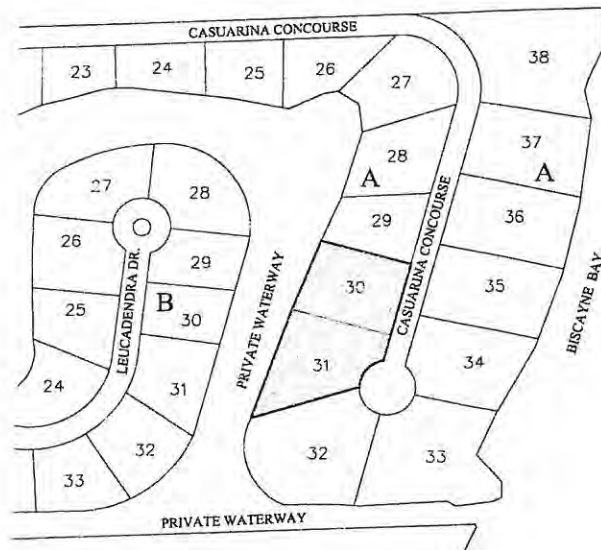 CASUARINA CONCOURSE
23
24
25
26
27
38
28
37
A
A
27
28
29
36
26
29
30
35
25
B
30
LEUCADENDRA DR.
PRIVATE WATERWAY
CASUARINA CONCOURSE
BISCAYNE BAY
24
31
31
34
32
32
33
33
PRIVATE WATERWAY